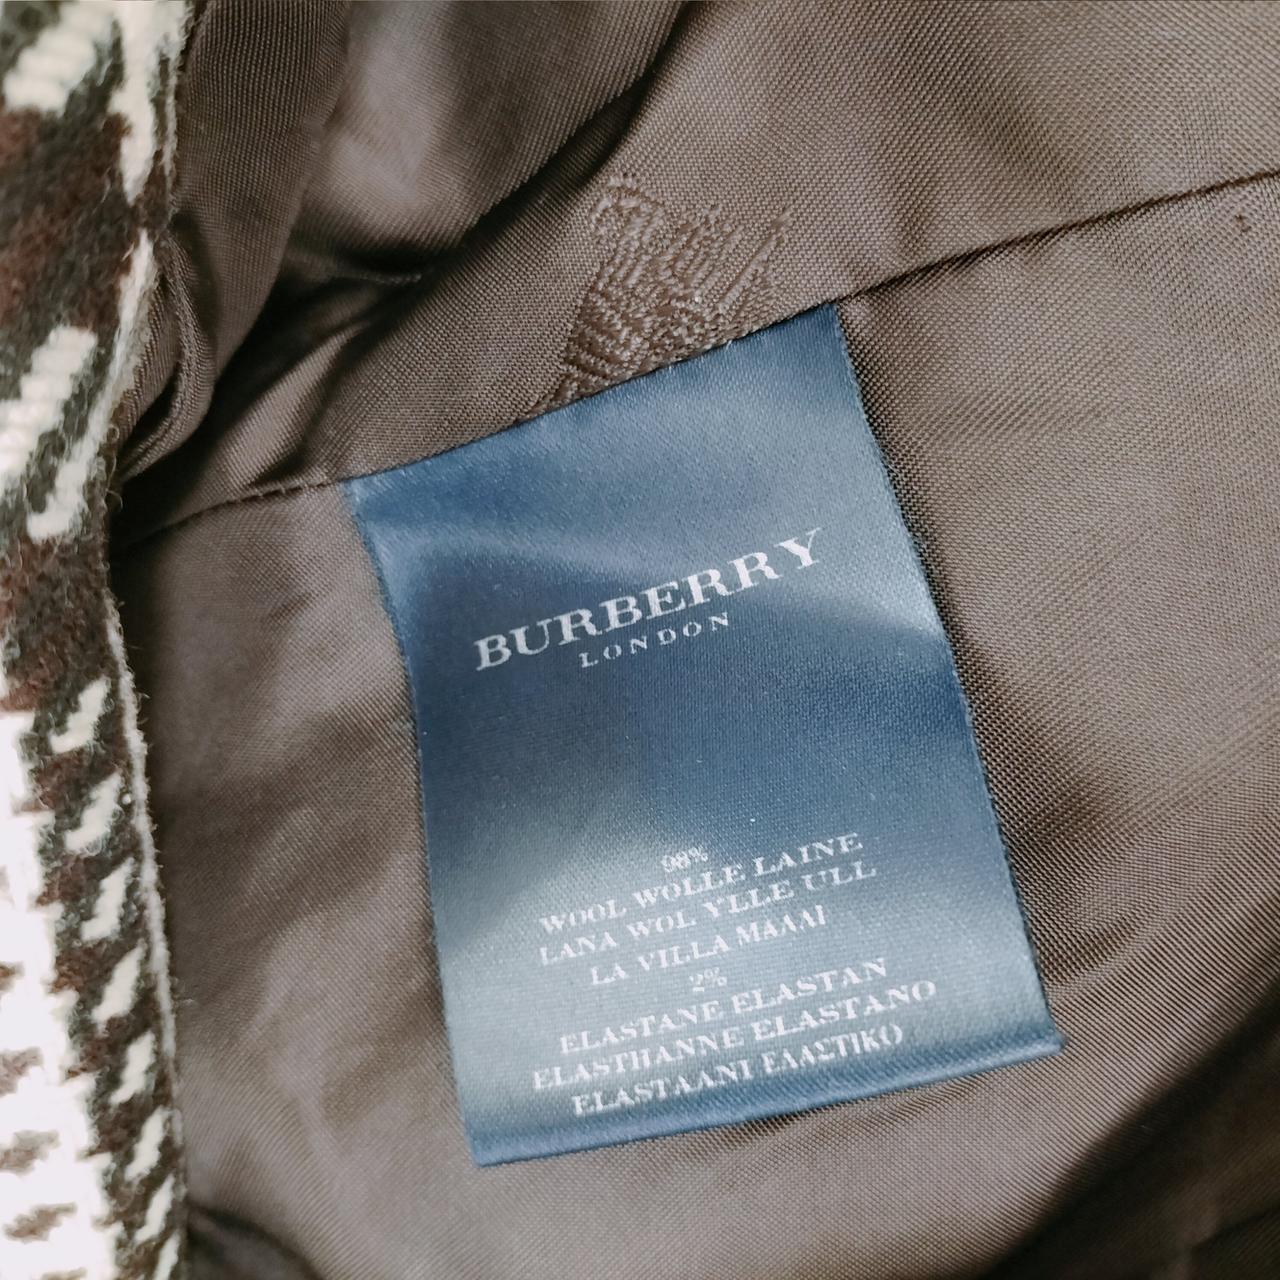 BURBERRY
LONDON
98%
WOOL WOLLE LAINE
LANA WOL YLLE ULL
LA VILLA ΜΑΛΛΙ
2%
ELASTANE ELASTAN
ELASTHANNE ELASTANO
ELASTAANI ΕΛΑΣΤΙΚΟ